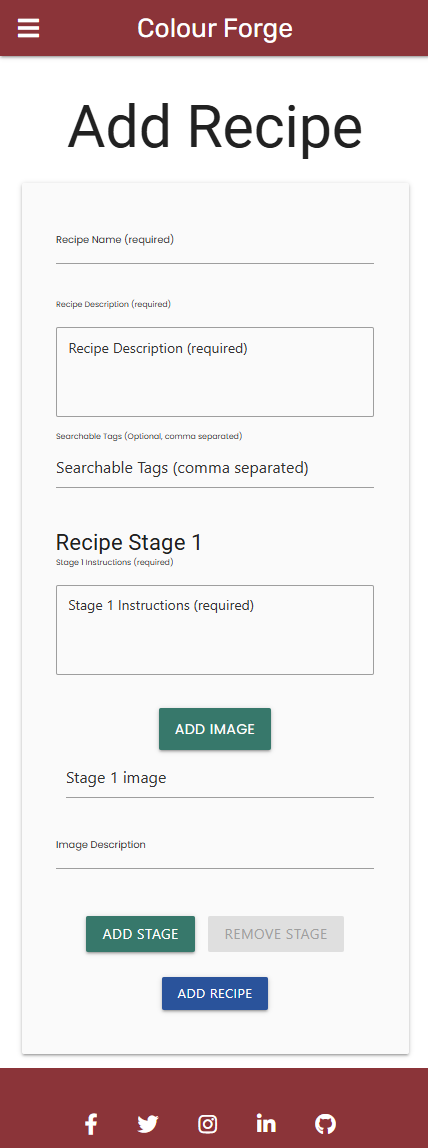 Colour Forge
Add Recipe
Recipe Name (required)
Recipe Description (required)
Recipe Description (required)
Searchable Tags (Optional, comma separated)
Searchable Tags (comma separated)
Recipe Stage 1
Stage 1 Instructions (required)
Stage 1 Instructions (required)
ADD IMAGE
Stage 1 image
Image Description
ADD STAGE REMOVE STAGE
ADD RECIPE